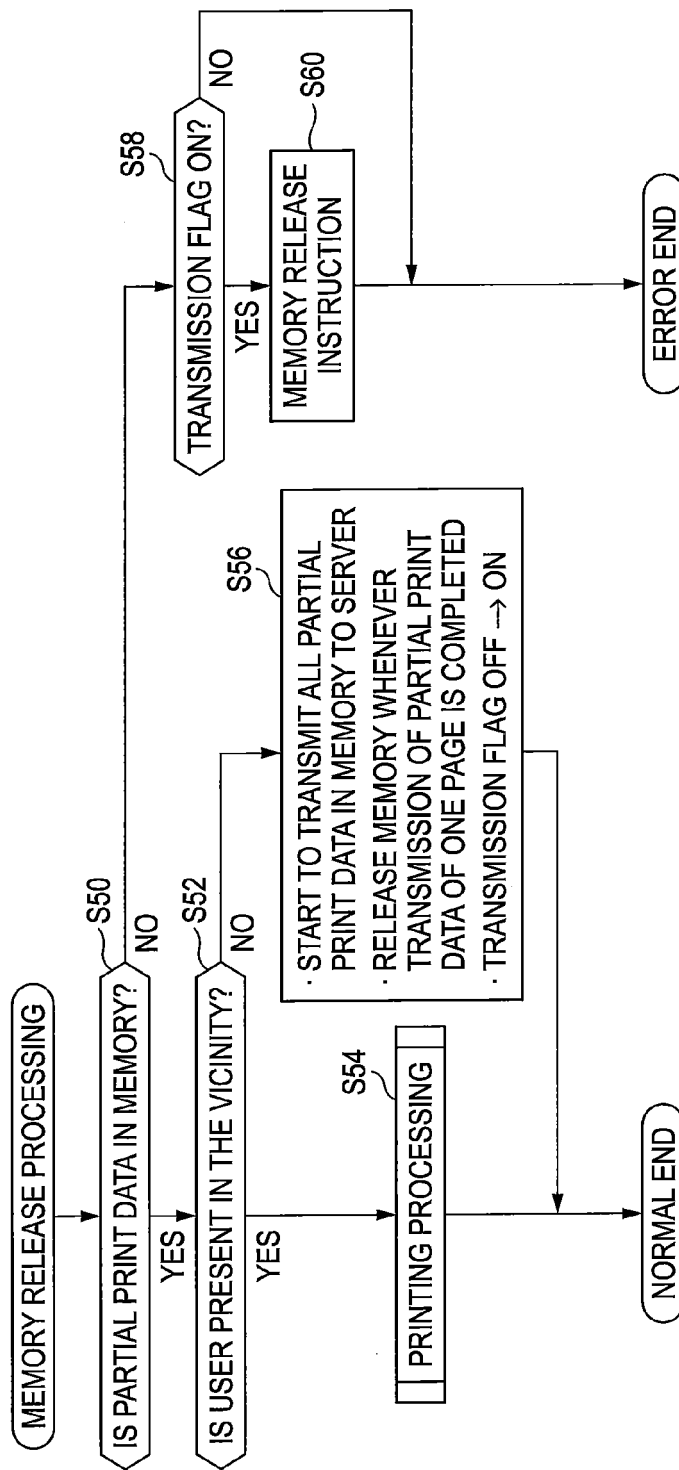 MEMORY RELEASE PROCESSING
S50
IS PARTIAL PRINT DATA IN MEMORY?
NO
YES
S52
IS USER PRESENT IN THE VICINITY?
NO
YES
S54
PRINTING PROCESSING
S56
· START TO TRANSMIT ALL PARTIAL
PRINT DATA IN MEMORY TO SERVER
· RELEASE MEMORY WHENEVER
TRANSMISSION OF PARTIAL PRINT
DATA OF ONE PAGE IS COMPLETED
· TRANSMISSION FLAG OFF → ON
NORMAL END
S58
TRANSMISSION FLAG ON?
NO
YES
S60
MEMORY RELEASE
INSTRUCTION
ERROR END